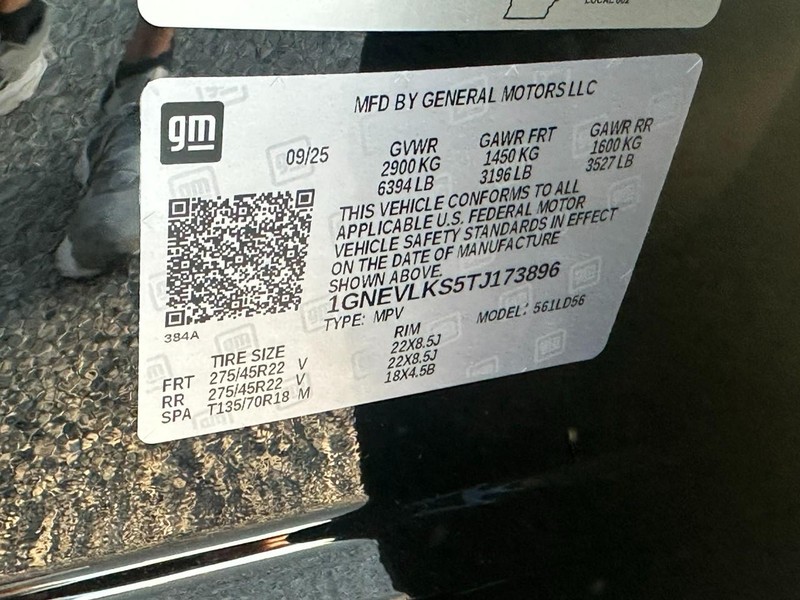 LOCAL 602
gm
MFD BY GENERAL MOTORS LLC
09/25
GVWR GAWR FRT GAWR RR
2900 KG 1450 KG 1600 KG
6394 LB 3196 LB 3527 LB
THIS VEHICLE CONFORMS TO ALL
APPLICABLE U.S. FEDERAL MOTOR
VEHICLE SAFETY STANDARDS IN EFFECT
ON THE DATE OF MANUFACTURE
SHOWN ABOVE.
1GNEVLKS5TJ173896
TYPE: MPV MODEL: 561LD56
384A
TIRE SIZE RIM
FRT 275/45R22 V 22X8.5J
RR 275/45R22 V 22X8.5J
SPA T135/70R18 M 18X4.5B